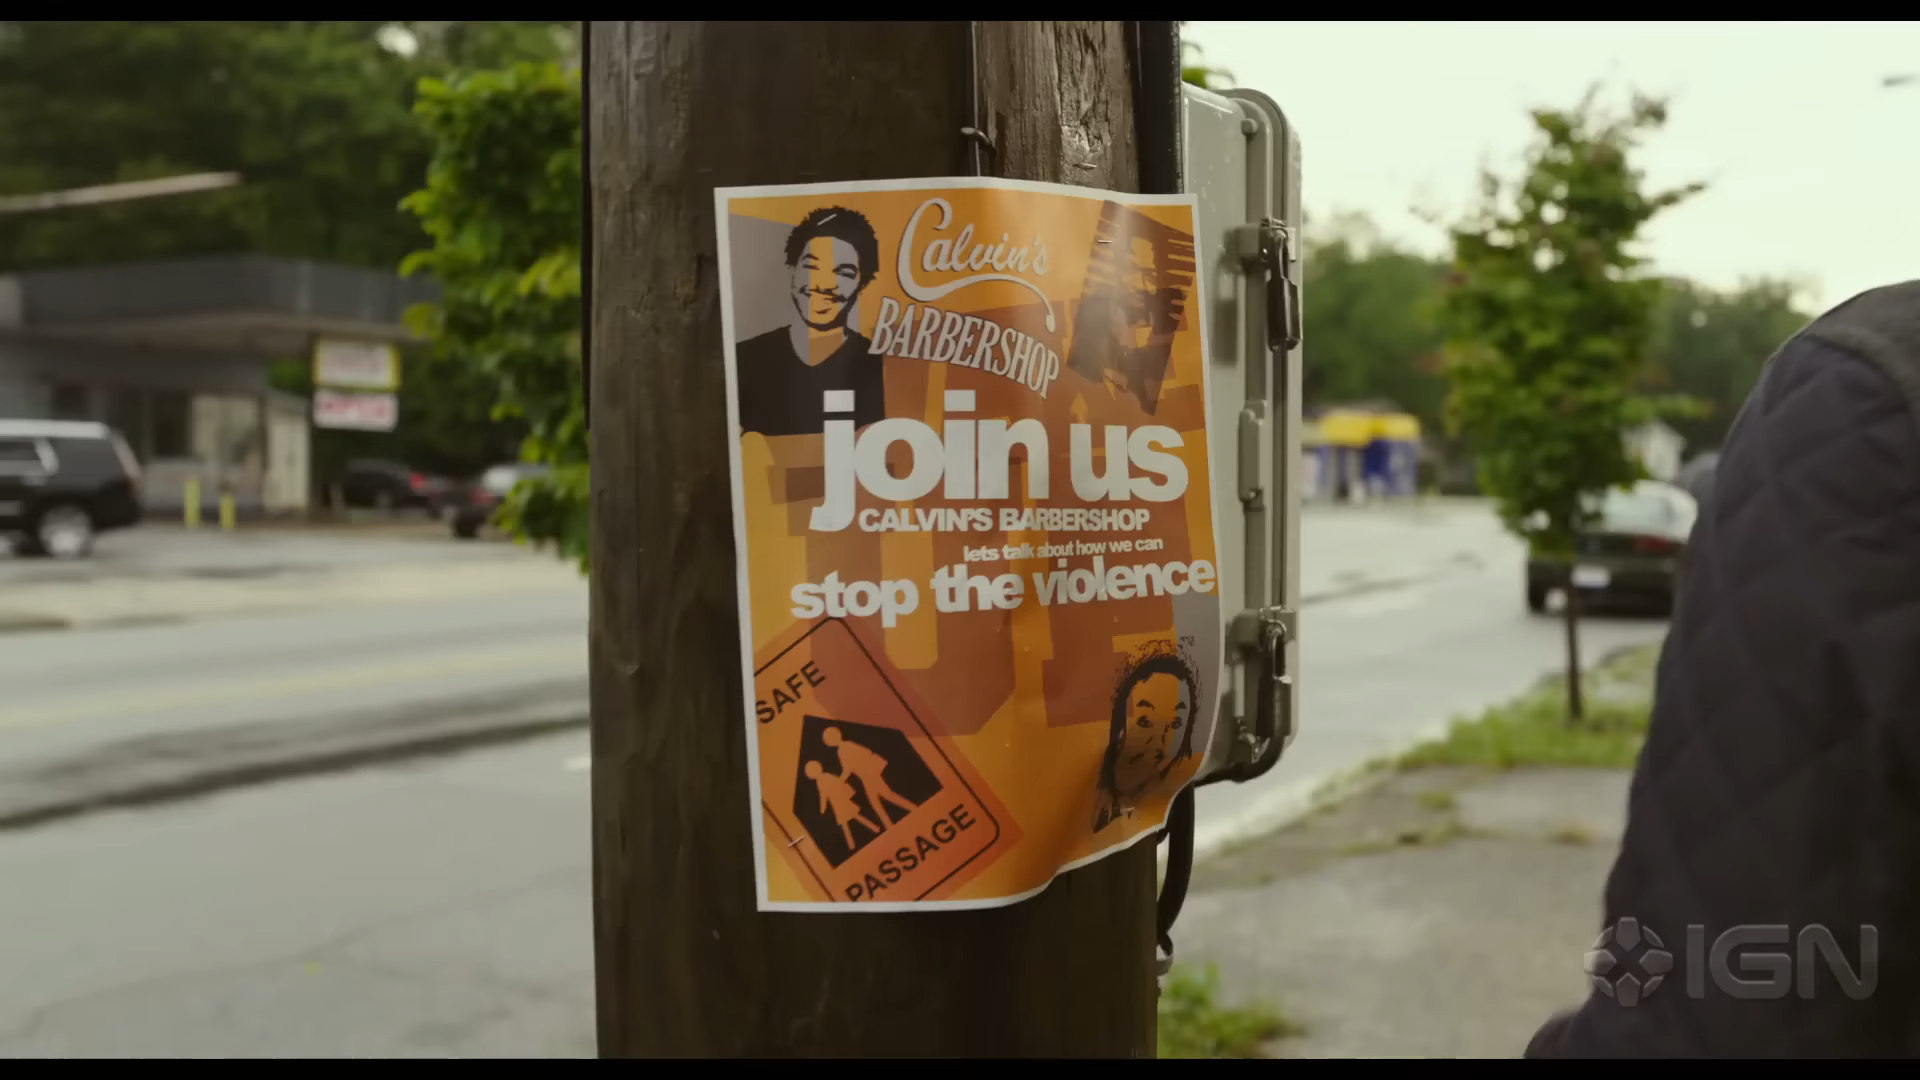 Calvin's
BARBERSHOP
join us
CALVIN'S BARBERSHOP
lets talk about how we can
stop the violence
SAFE
PASSAGE
IGN